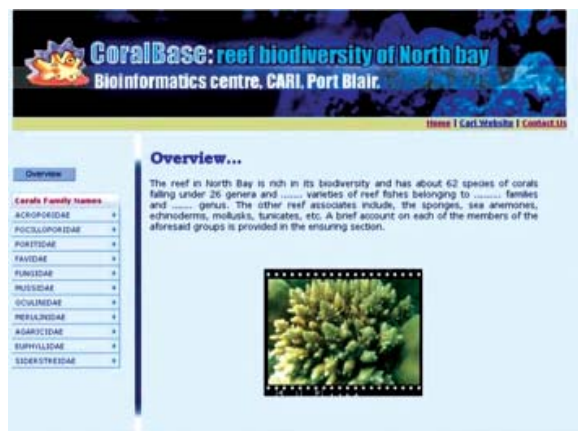 CoralBase: reef biodiversity of North bay
Bioinformatics centre, CARI, Port Blair.
Home | Cari Website | Contact Us
Overview
Overview...
The reef in North Bay is rich in its biodiversity and has about 62 species of corals
falling under 26 genera and ....... varieties of reef fishes belonging to ......... families
and ....... genus. The other reef associates include, the sponges, sea anemones,
echinoderms, mollusks, tunicates, etc. A brief account on each of the members of the
aforesaid groups is provided in the ensuring section.
Corals Family Names
ACROPORIDAE
POCILLOPORIDAE
PORITIDAE
FAVIDAE
FUNGIDAE
MUSSIDAE
OCULINIDAE
MERULINIDAE
AGARICIDAE
EUPHYLLIDAE
SIDERSTREIDAE